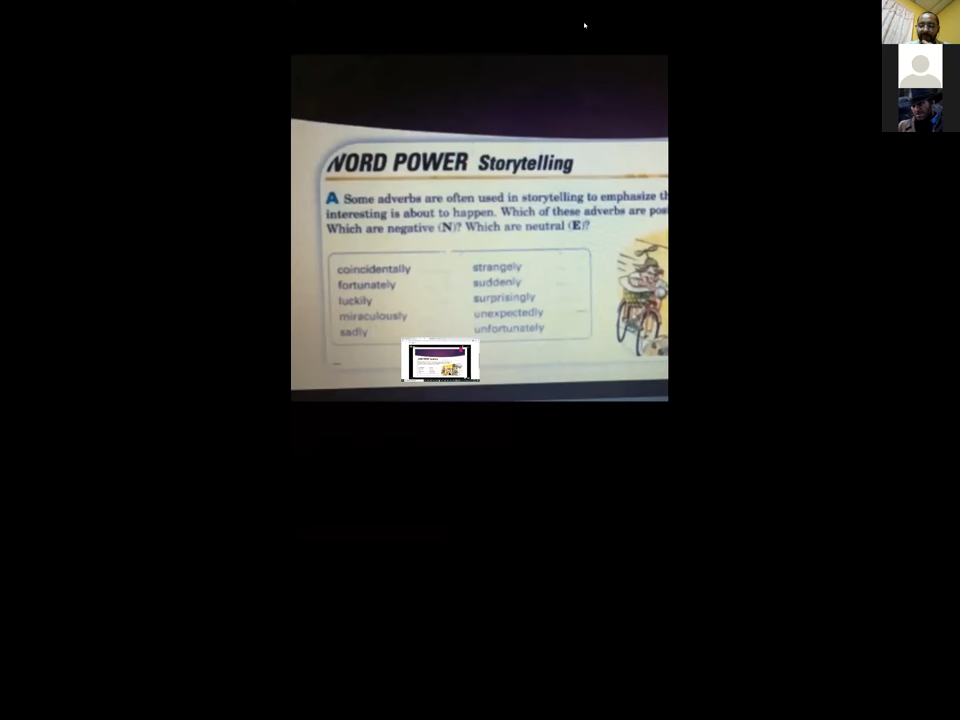 WORD POWER Storytelling
A Some adverbs are often used in storytelling to emphasize th
interesting is about to happen. Which of these adverbs are pos
Which are negative (N)? Which are neutral (E)?
coincidentally
fortunately
luckily
miraculously
sadly
strangely
suddenly
surprisingly
unexpectedly
unfortunately